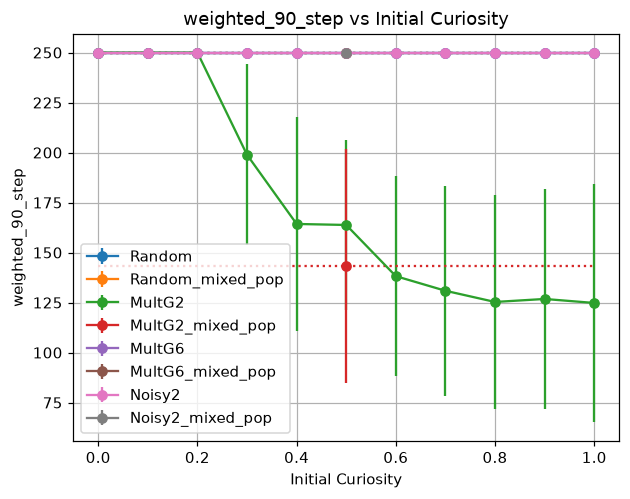 weighted_90_step vs Initial Curiosity
weighted_90_step
250
225
200
175
150
125
100
75
Random
Random_mixed_pop
MultG2
MultG2_mixed_pop
MultG6
MultG6_mixed_pop
Noisy2
Noisy2_mixed_pop
0.0
0.2
0.4
0.6
0.8
1.0
Initial Curiosity